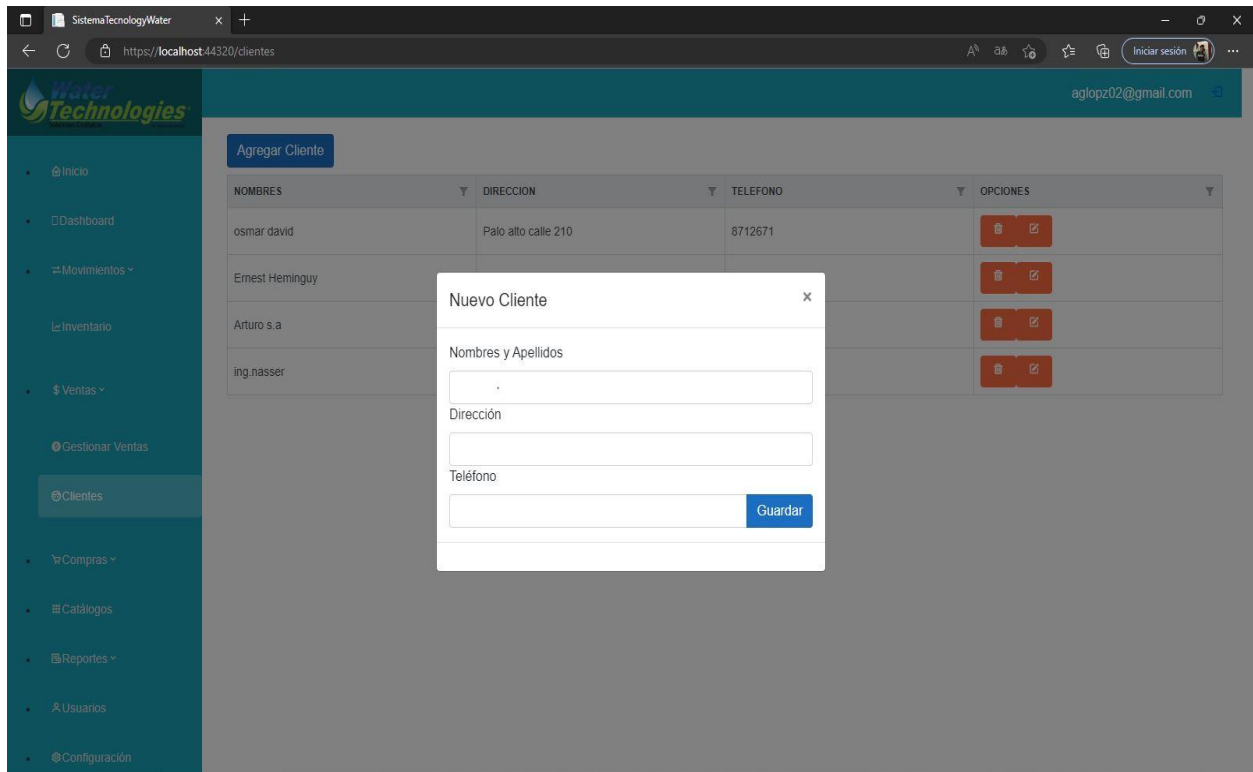 SistemaTecnologyWater
https://localhost:44320/clientes
Iniciar sesión
Water
Technologies
aglopz02@gmail.com
Inicio
Dashboard
Movimientos
Inventario
$ Ventas
Gestionar Ventas
Clientes
Compras
Catálogos
Reportes
Usuarios
Configuración
Agregar Cliente
NOMBRES DIRECCION TELEFONO OPCIONES
osmar david Palo alto calle 210 8712671
Ernest Heminguy
Arturo s.a
ing.nasser
Nuevo Cliente ×
Nombres y Apellidos
Dirección
Teléfono
Guardar